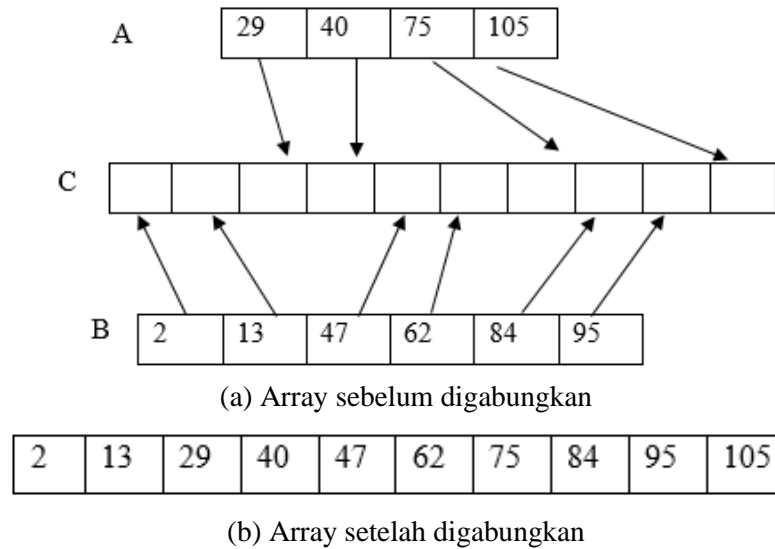 A 29 40 75 105
C
B 2 13 47 62 84 95
(a) Array sebelum digabungkan
2 13 29 40 47 62 75 84 95 105
(b) Array setelah digabungkan